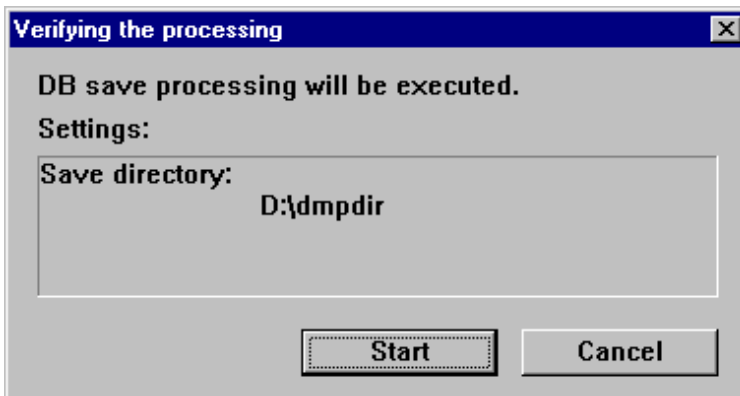 Verifying the processing
DB save processing will be executed.
Settings:
Save directory:
D:\dmpdir
Start Cancel